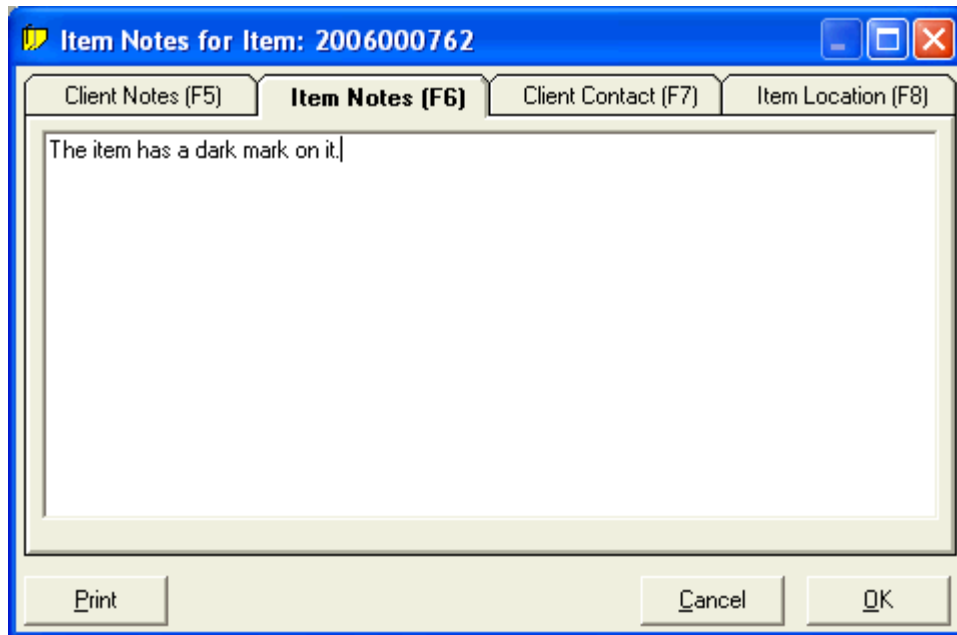 Item Notes for Item: 2006000762
Client Notes (F5) Item Notes (F6) Client Contact (F7) Item Location (F8)
The item has a dark mark on it.
Print Cancel OK